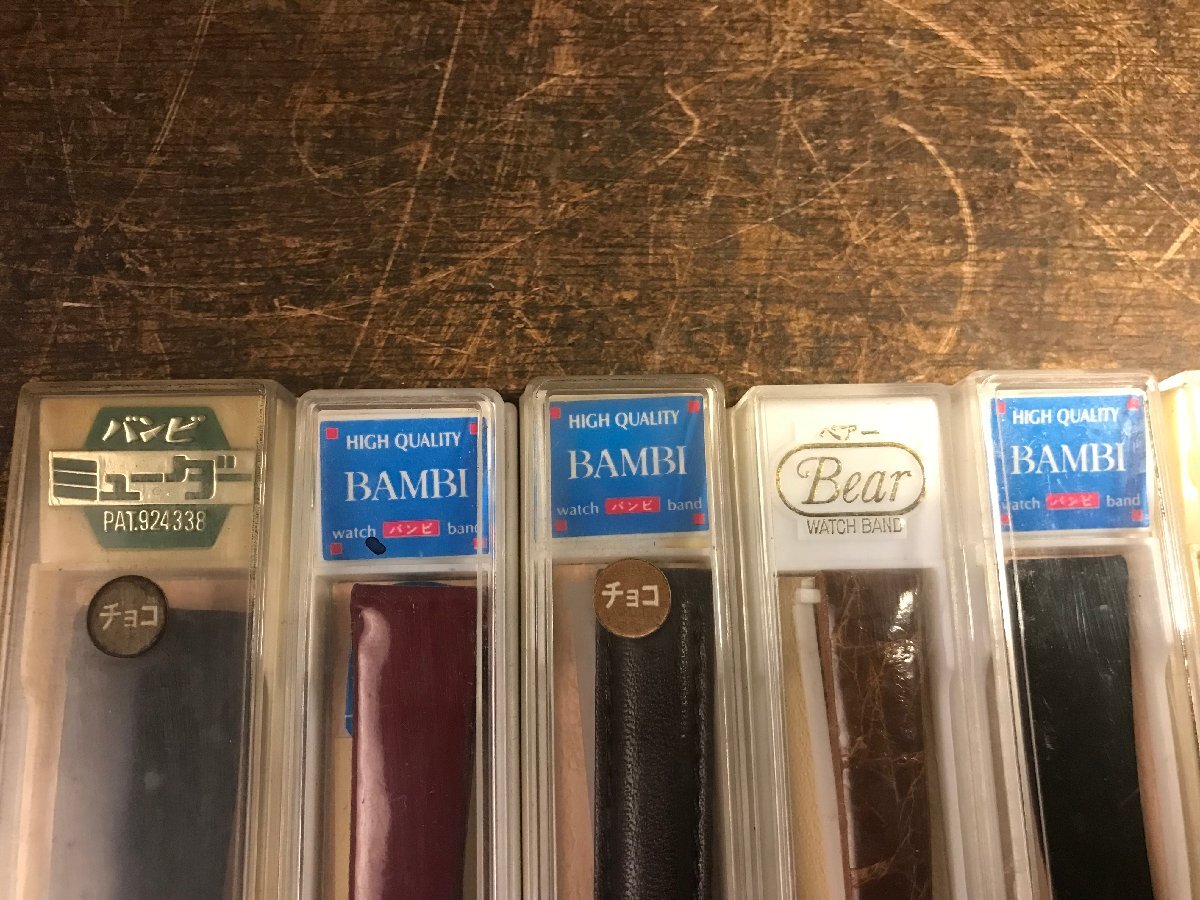 バンビ
ミューダー
PAT.924338
チョコ
HIGH QUALITY
BAMBI
watch バンビ band
HIGH QUALITY
BAMBI
watch バンビ band
チョコ
ベアー
Bear
WATCH BAND
HIGH QUALITY
BAMBI
watch バンビ band